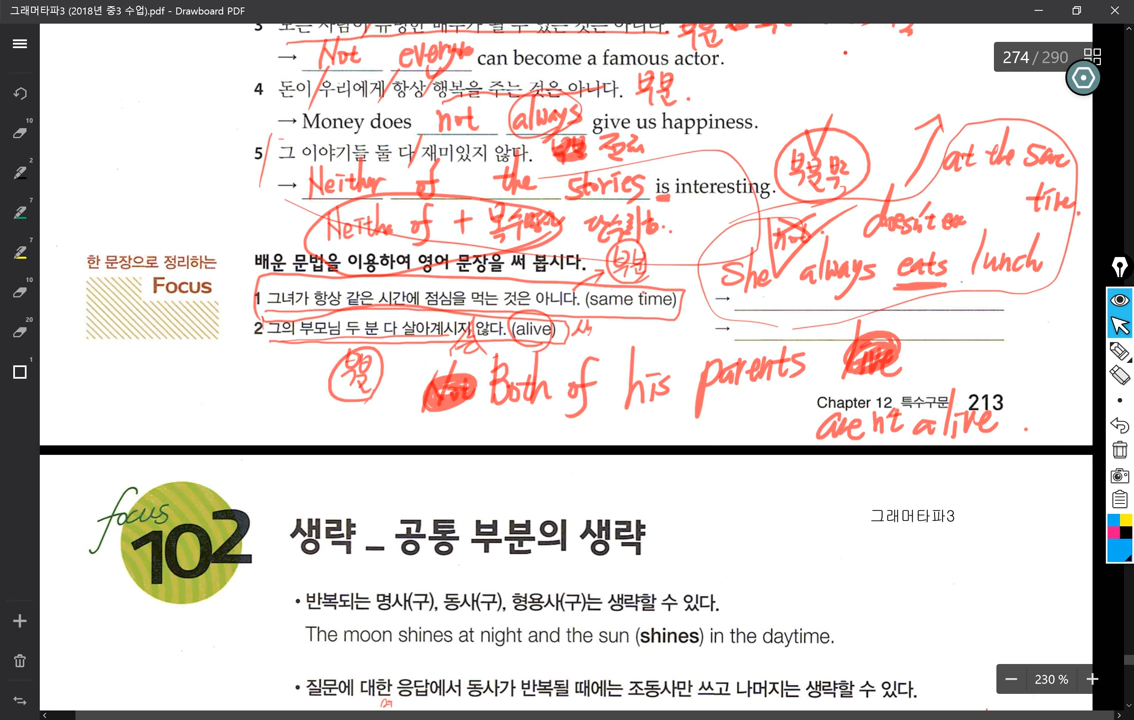 그래머타파3 (2018년 중3 수업).pdf - Drawboard PDF
274 / 290
3 모든 사람이 유명한 배우가 될 수 있는 것은 아니다.
→ Not every can become a famous actor.
4 돈이 우리에게 항상 행복을 주는 것은 아니다. 부분.
→ Money does not always give us happiness.
5 그 이야기들 둘 다 재미있지 않다.
→ Neither of the stories is interesting.
Neither of + 복수명사
at the same
time.
한 문장으로 정리하는
Focus
배운 문법을 이용하여 영어 문장을 써 봅시다.
부분
not
She always eats lunch
1 그녀가 항상 같은 시간에 점심을 먹는 것은 아니다. (same time)
→
2 그의 부모님 두 분 다 살아계시지 않다. (alive)
→
Not Both of his parents live
aren't alive.
Chapter 12 특수구문 213
focus
102
생략 _ 공통 부분의 생략
그래머타파3
• 반복되는 명사(구), 동사(구), 형용사(구)는 생략할 수 있다.
The moon shines at night and the sun (shines) in the daytime.
• 질문에 대한 응답에서 동사가 반복될 때에는 조동사만 쓰고 나머지는 생략할 수 있다.
230 %